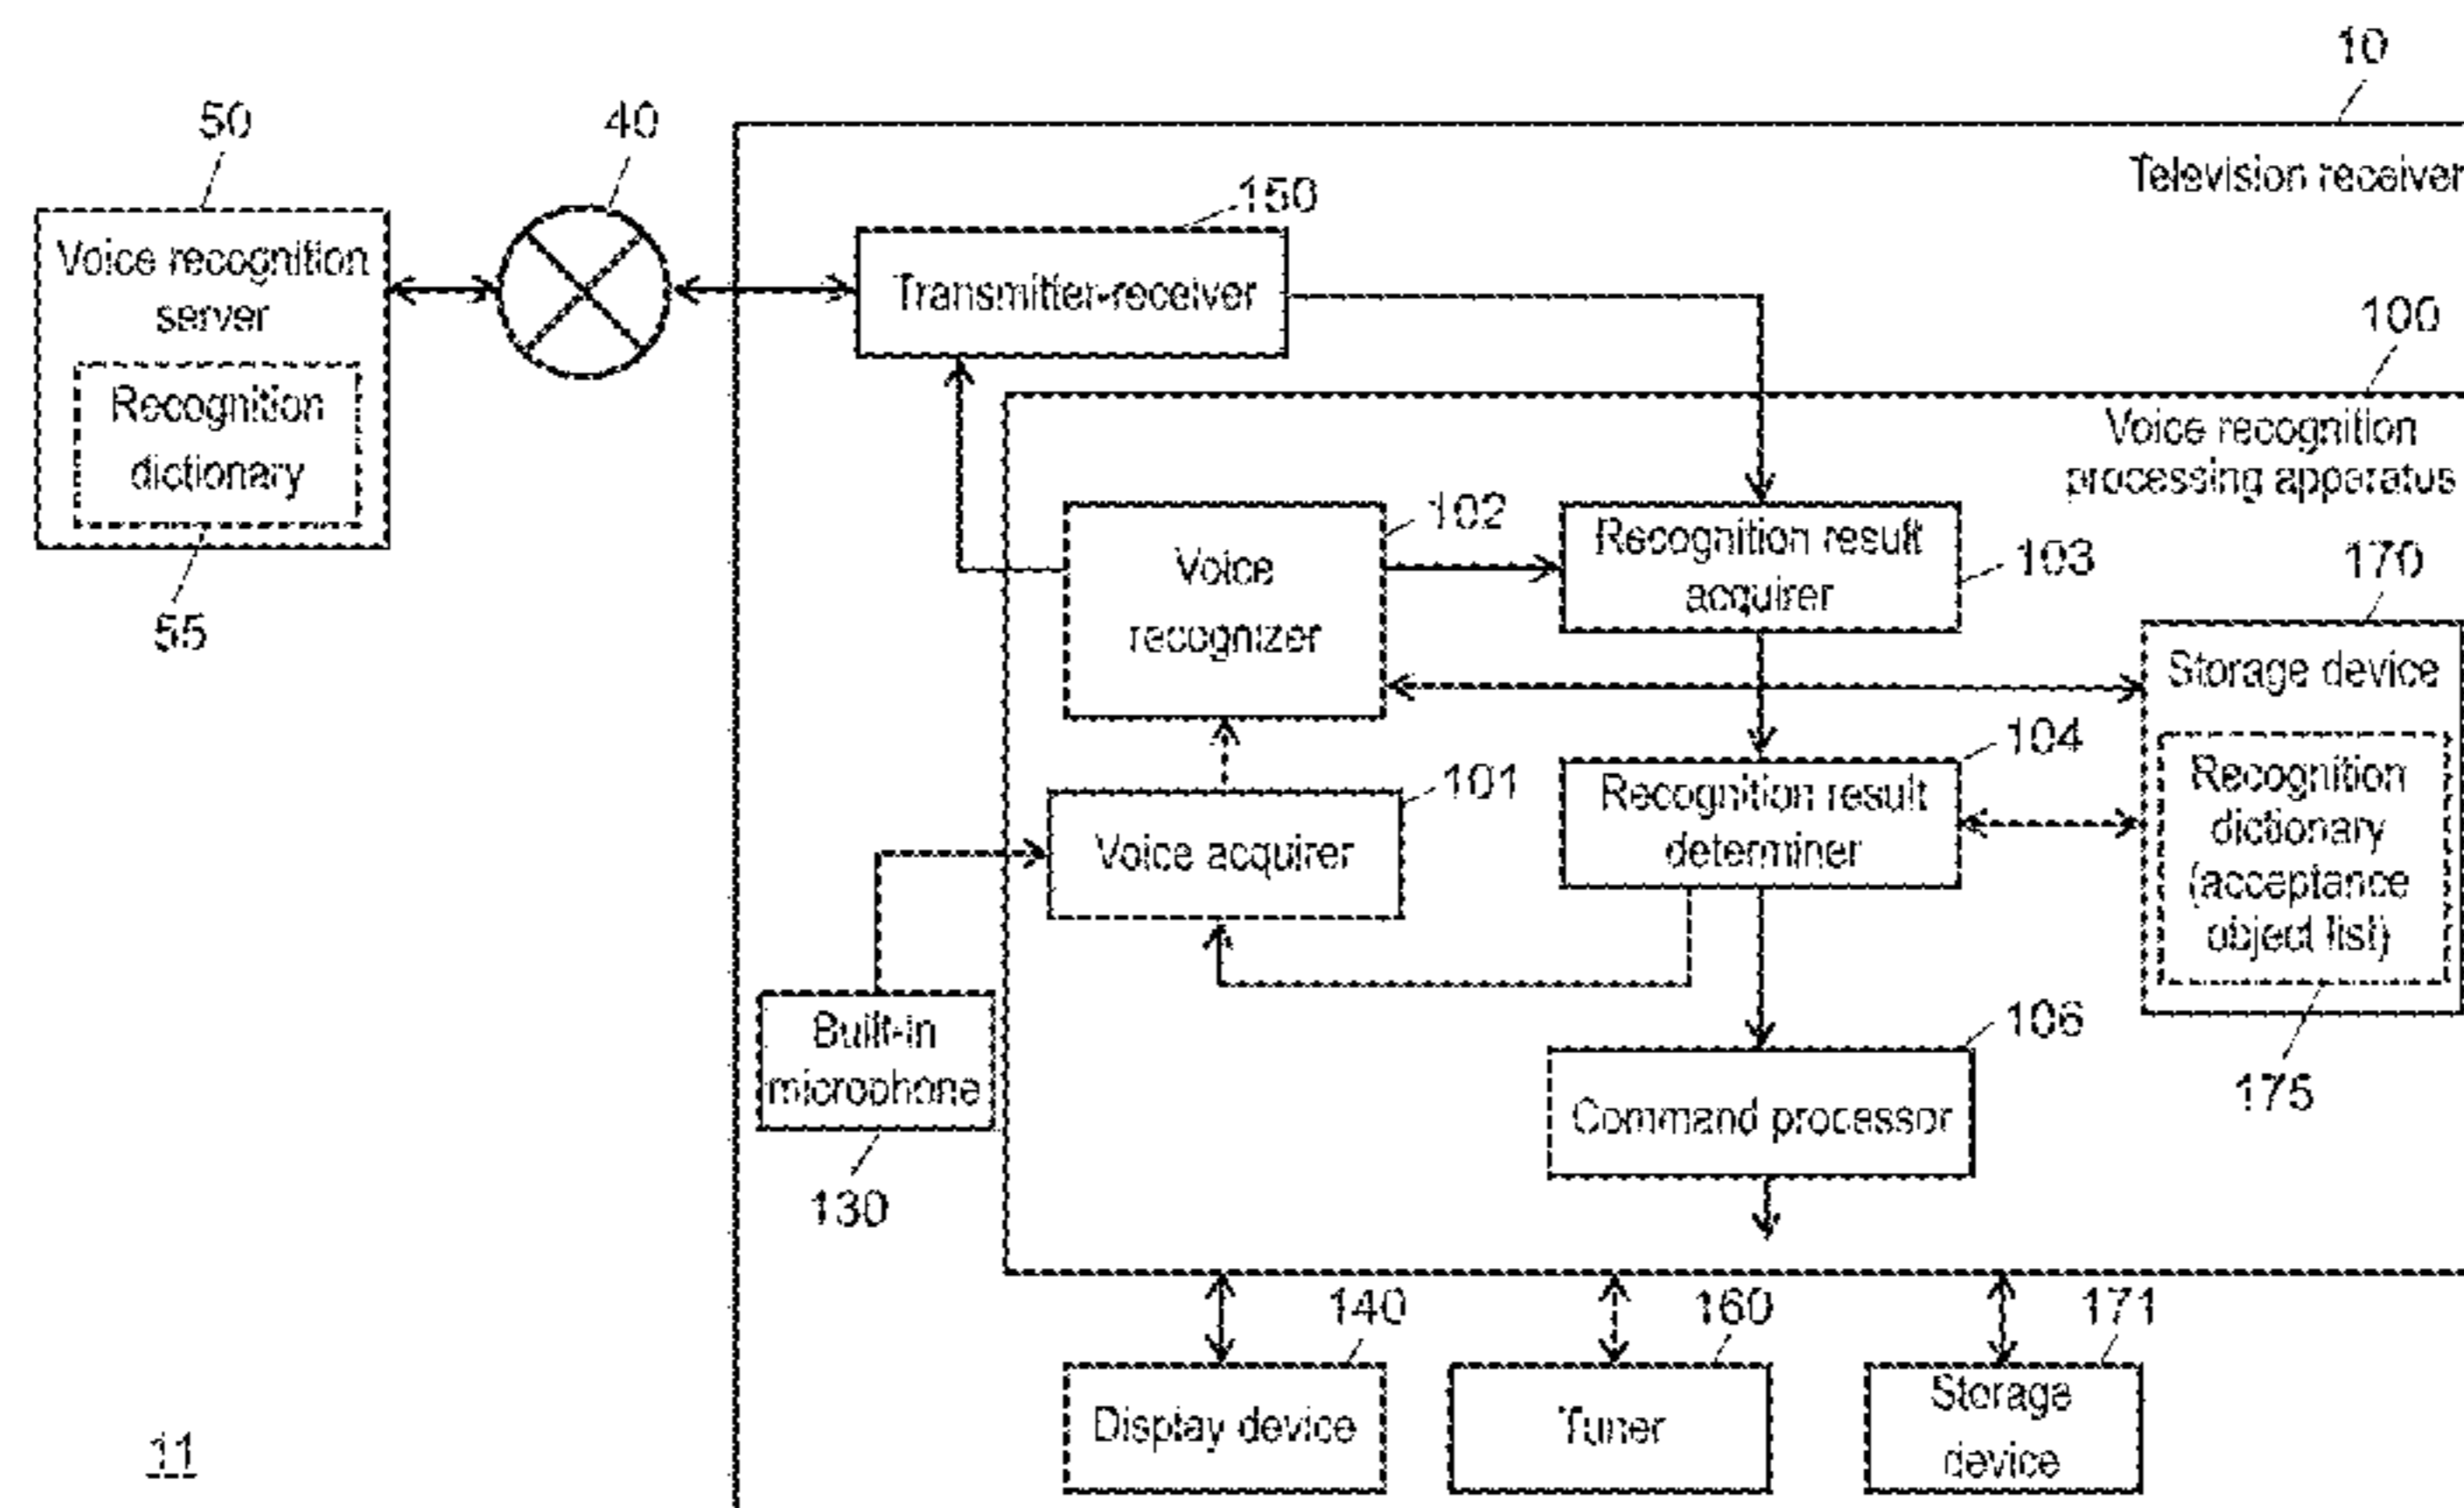 10
Television receiver
50
40
150
Voice recognition
server
Recognition
dictionary
55
Transmitter-receiver
100
Voice recognition
processing apparatus
102
Voice
recognizer
Recognition result
acquirer
103
170
Storage device
Recognition
dictionary
(acceptance
object list)
175
101
Voice acquirer
104
Recognition result
determiner
Built-in
microphone
130
106
Command processor
140
Display device
160
Tuner
171
Storage
device
11